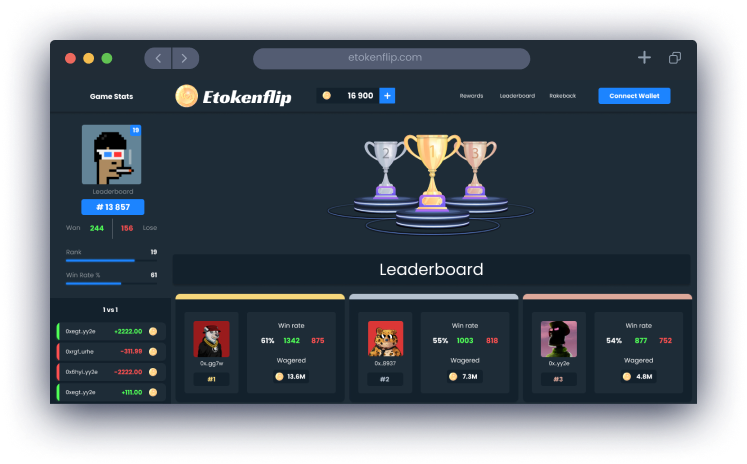 etokenflip.com
Game Stats
Etokenflip
16 900
+
Rewards
Leaderboard
Rakeback
Connect Wallet
19
Leaderboard
# 13 857
Won 244 156 Lose
Rank 19
Win Rate % 61
2
1
3
Leaderboard
1 vs 1
0xegt.yy2e +2222.00
0xrgf.urhe -311.99
0x6hyi.yy2e -2222.00
0xegt.yy2e +111.00
0x.gg7w
#1
Win rate
61% 1342 875
Wagered
13.6M
0x.8937
#2
Win rate
55% 1003 818
Wagered
7.3M
0x.yy2e
#3
Win rate
54% 877 752
Wagered
4.8M